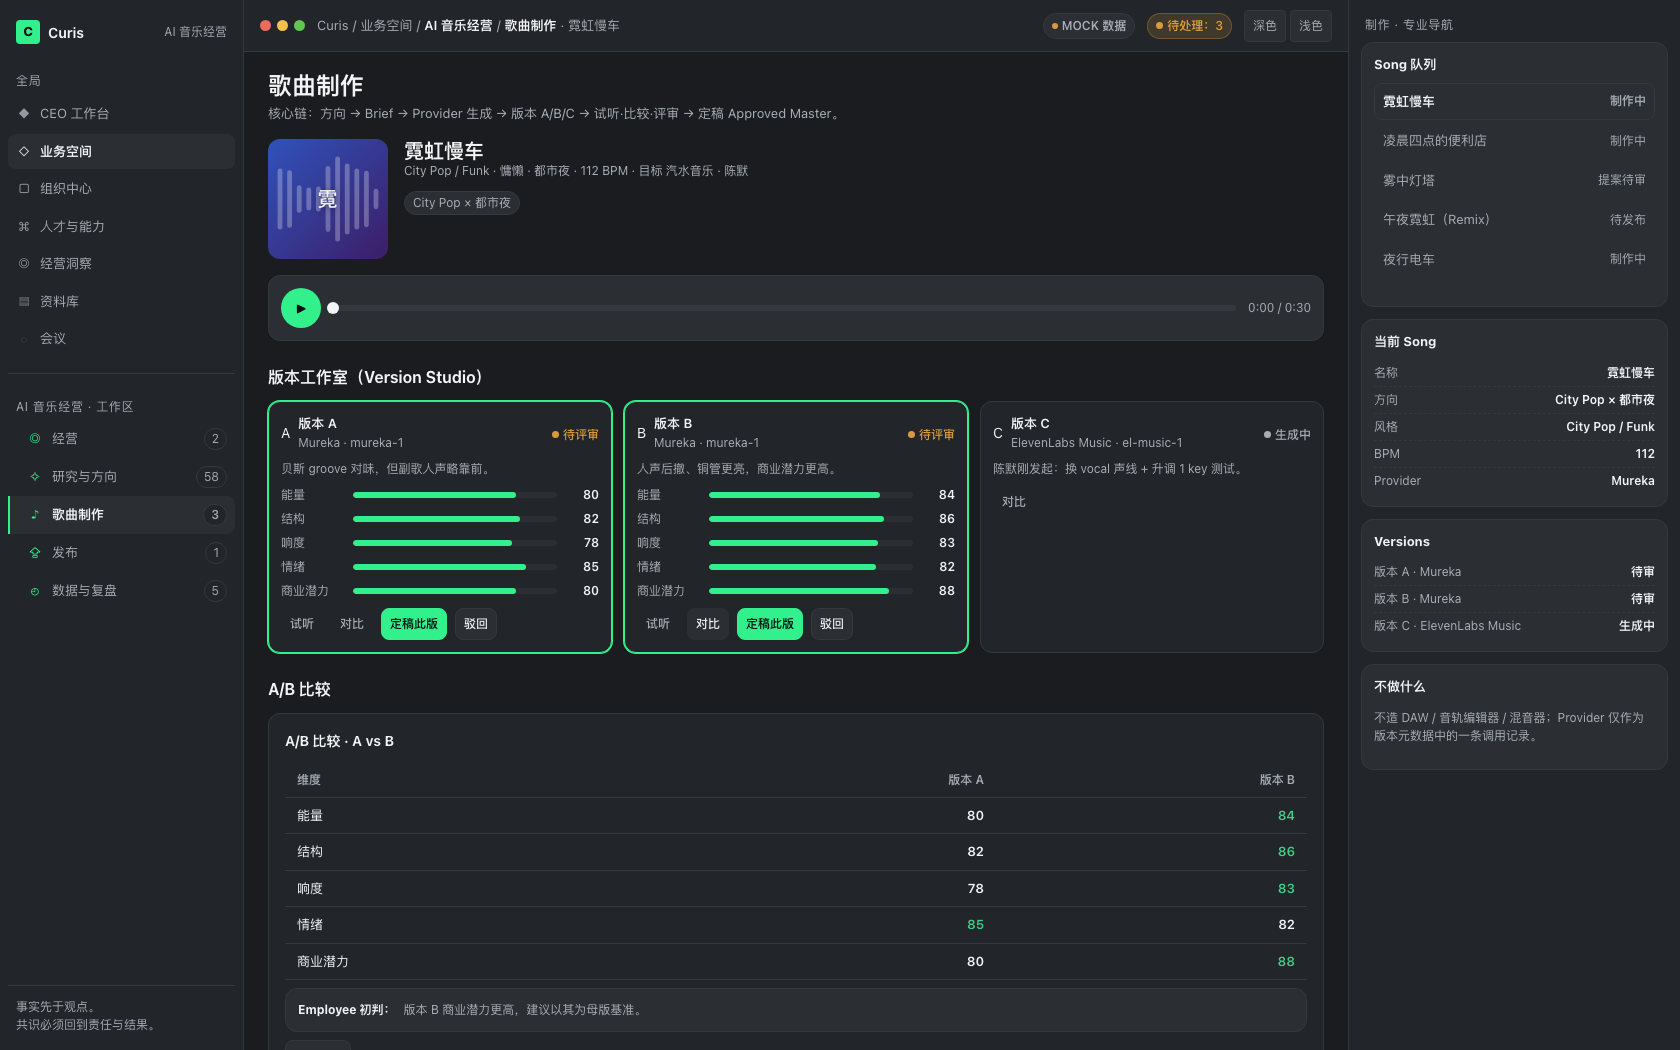 C Curis AI 音乐经营
全局
CEO 工作台
业务空间
组织中心
人才与能力
经营洞察
资料库
会议
AI 音乐经营 · 工作区
经营 2
研究与方向 58
歌曲制作 3
发布 1
数据与复盘 5
事实先于观点。
共识必须回到责任与结果。
Curis / 业务空间 / AI 音乐经营 / 歌曲制作 · 霓虹慢车
MOCK 数据
待处理：3
深色
浅色
歌曲制作
核心链：方向 → Brief → Provider 生成 → 版本 A/B/C → 试听·比较·评审 → 定稿 Approved Master。
霓
霓虹慢车
City Pop / Funk · 慵懒 · 都市夜 · 112 BPM · 目标 汽水音乐 · 陈默
City Pop × 都市夜
0:00 / 0:30
版本工作室（Version Studio）
A 版本 A
Mureka · mureka-1
待评审
贝斯 groove 对味，但副歌人声略靠前。
能量 80
结构 82
响度 78
情绪 85
商业潜力 80
试听 对比 定稿此版 驳回
B 版本 B
Mureka · mureka-1
待评审
人声后撤、铜管更亮，商业潜力更高。
能量 84
结构 86
响度 83
情绪 82
商业潜力 88
试听 对比 定稿此版 驳回
C 版本 C
ElevenLabs Music · el-music-1
生成中
陈默刚发起：换 vocal 声线 + 升调 1 key 测试。
对比
A/B 比较
A/B 比较 · A vs B
维度 版本 A 版本 B
能量 80 84
结构 82 86
响度 78 83
情绪 85 82
商业潜力 80 88
Employee 初判： 版本 B 商业潜力更高，建议以其为母版基准。
制作 · 专业导航
Song 队列
霓虹慢车 制作中
凌晨四点的便利店 制作中
雾中灯塔 提案待审
午夜霓虹（Remix） 待发布
夜行电车 制作中
当前 Song
名称 霓虹慢车
方向 City Pop × 都市夜
风格 City Pop / Funk
BPM 112
Provider Mureka
Versions
版本 A · Mureka 待审
版本 B · Mureka 待审
版本 C · ElevenLabs Music 生成中
不做什么
不造 DAW / 音轨编辑器 / 混音器；Provider 仅作为
版本元数据中的一条调用记录。